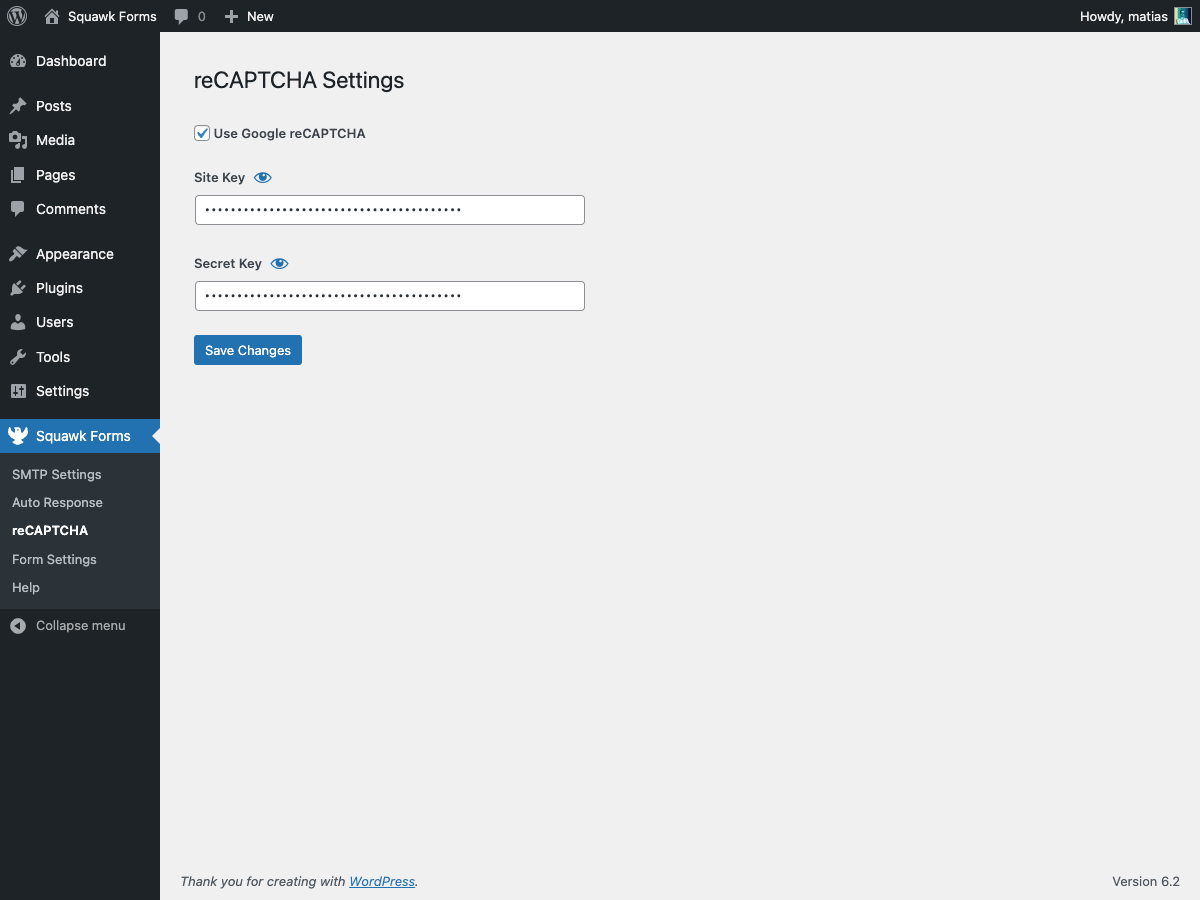 Squawk Forms 0 New Howdy, matias
Dashboard
Posts
Media
Pages
Comments
Appearance
Plugins
Users
Tools
Settings
Squawk Forms
SMTP Settings
Auto Response
reCAPTCHA
Form Settings
Help
Collapse menu
reCAPTCHA Settings
Use Google reCAPTCHA
Site Key
Secret Key
Save Changes
Thank you for creating with WordPress. Version 6.2